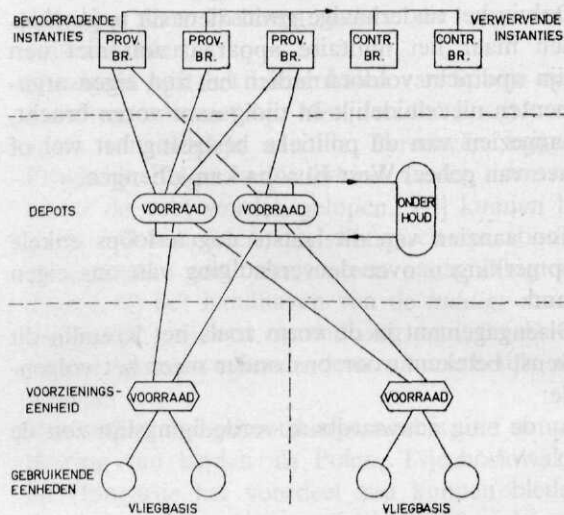 BEVOORRADENDE
INSTANTIES
VERWERVENDE
INSTANTIES
PROV.
BR.
PROV.
BR.
PROV.
BR.
CONTR.
BR.
CONTR.
BR.
DEPOTS
VOORRAAD
VOORRAAD
ONDER
HOUD
VOORZIENINGS-
EENHEID
VOORRAAD
VOORRAAD
GEBRUIKENDE
EENHEDEN
VLIEGBASIS
VLIEGBASIS